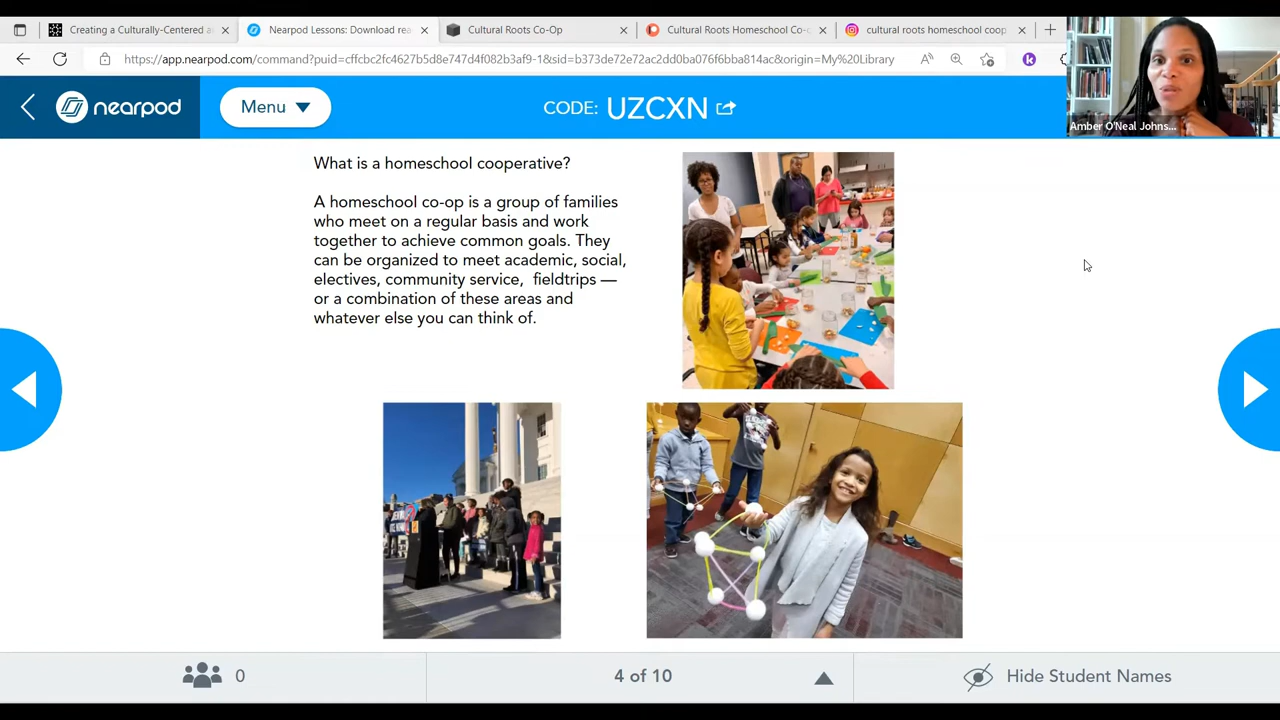 Creating a Culturally-Centered a
Nearpod Lessons: Download rea
Cultural Roots Co-Op
Cultural Roots Homeschool Co-o
cultural roots homeschool coop
https://app.nearpod.com/command?puid=cffcbc2fc4627b5d8e747d4f082b3af9-1&sid=b373de72e72ac2dd0ba076f6bba814ac&origin=My%20Library
nearpod
Menu
CODE: UZCXN
Amber O'Neal Johns...
What is a homeschool cooperative?
A homeschool co-op is a group of families
who meet on a regular basis and work
together to achieve common goals. They
can be organized to meet academic, social,
electives, community service, fieldtrips —
or a combination of these areas and
whatever else you can think of.
0
4 of 10
Hide Student Names